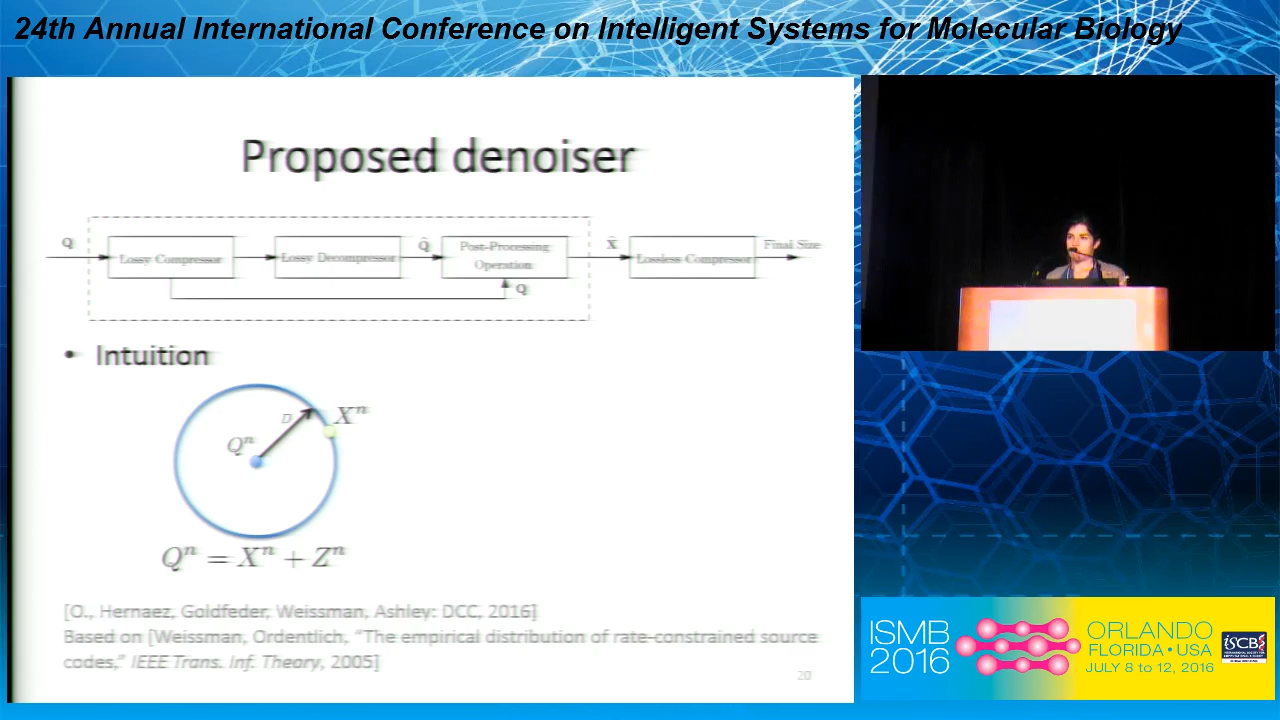 24th Annual International Conference on Intelligent Systems for Molecular Biology
Proposed denoiser
Q
Lossy Compressor
Lossy Decompressor
Q̂
Post-Processing
Operation
X̂
Lossless Compressor
Final Size
Q
• Intuition
D
Xⁿ
Qⁿ
Qⁿ = Xⁿ + Zⁿ
[O., Hernaez, Goldfeder, Weissman, Ashley: DCC, 2016]
Based on [Weissman, Ordentlich, “The empirical distribution of rate-constrained source
codes,” IEEE Trans. Inf. Theory, 2005]
20
ISMB
2016
ORLANDO
FLORIDA • USA
JULY 8 to 12, 2016
ISCB